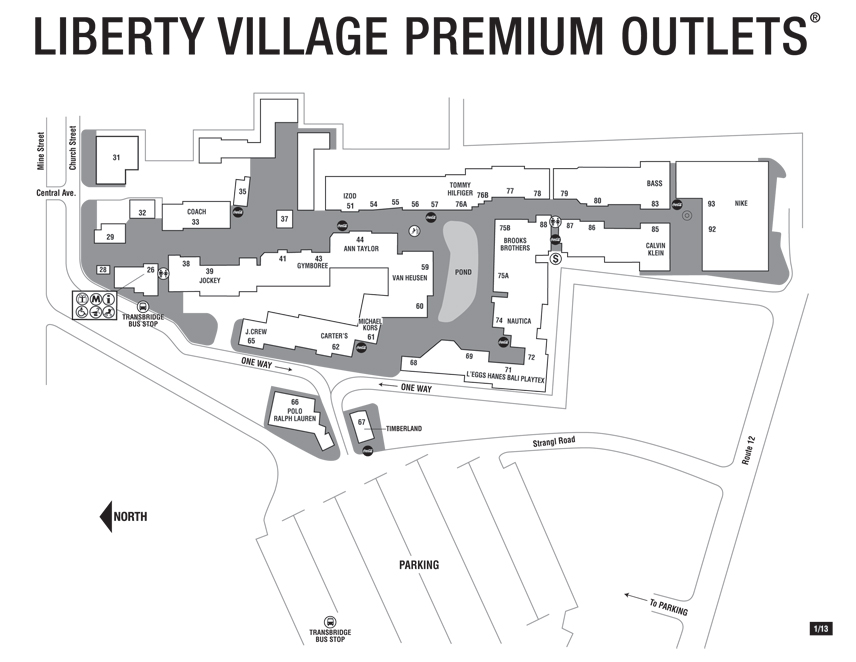 LIBERTY VILLAGE PREMIUM OUTLETS®
Mine Street
Church Street
Central Ave.
31
35
32
COACH
33
37
29
28
26
TRANSBRIDGE
BUS STOP
IZOD
51
54
55
56
57
TOMMY
HILFIGER
76A
76B
77
78
79
80
BASS
83
93
NIKE
92
38
39
JOCKEY
41
43
GYMBOREE
44
ANN TAYLOR
59
VAN HEUSEN
60
POND
75B
BROOKS
BROTHERS
75A
88
87
86
85
CALVIN
KLEIN
S
J.CREW
65
CARTER'S
62
MICHAEL
KORS
61
74
NAUTICA
72
68
69
71
L'EGGS HANES BALI PLAYTEX
ONE WAY
ONE WAY
66
POLO
RALPH LAUREN
67
TIMBERLAND
Strangl Road
Route 12
NORTH
PARKING
To PARKING
TRANSBRIDGE
BUS STOP
1/13